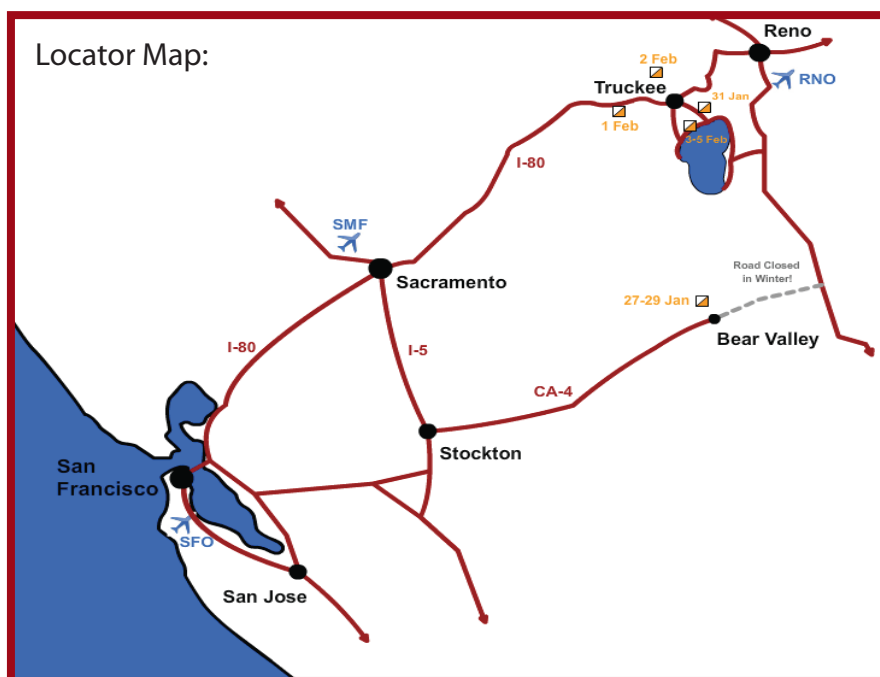 Locator Map:
Reno
2 Feb
Truckee
RNO
31 Jan
1 Feb
3-5 Feb
I-80
SMF
Sacramento
Road Closed
in Winter!
27-29 Jan
Bear Valley
I-80
I-5
CA-4
Stockton
San
Francisco
SFO
San Jose